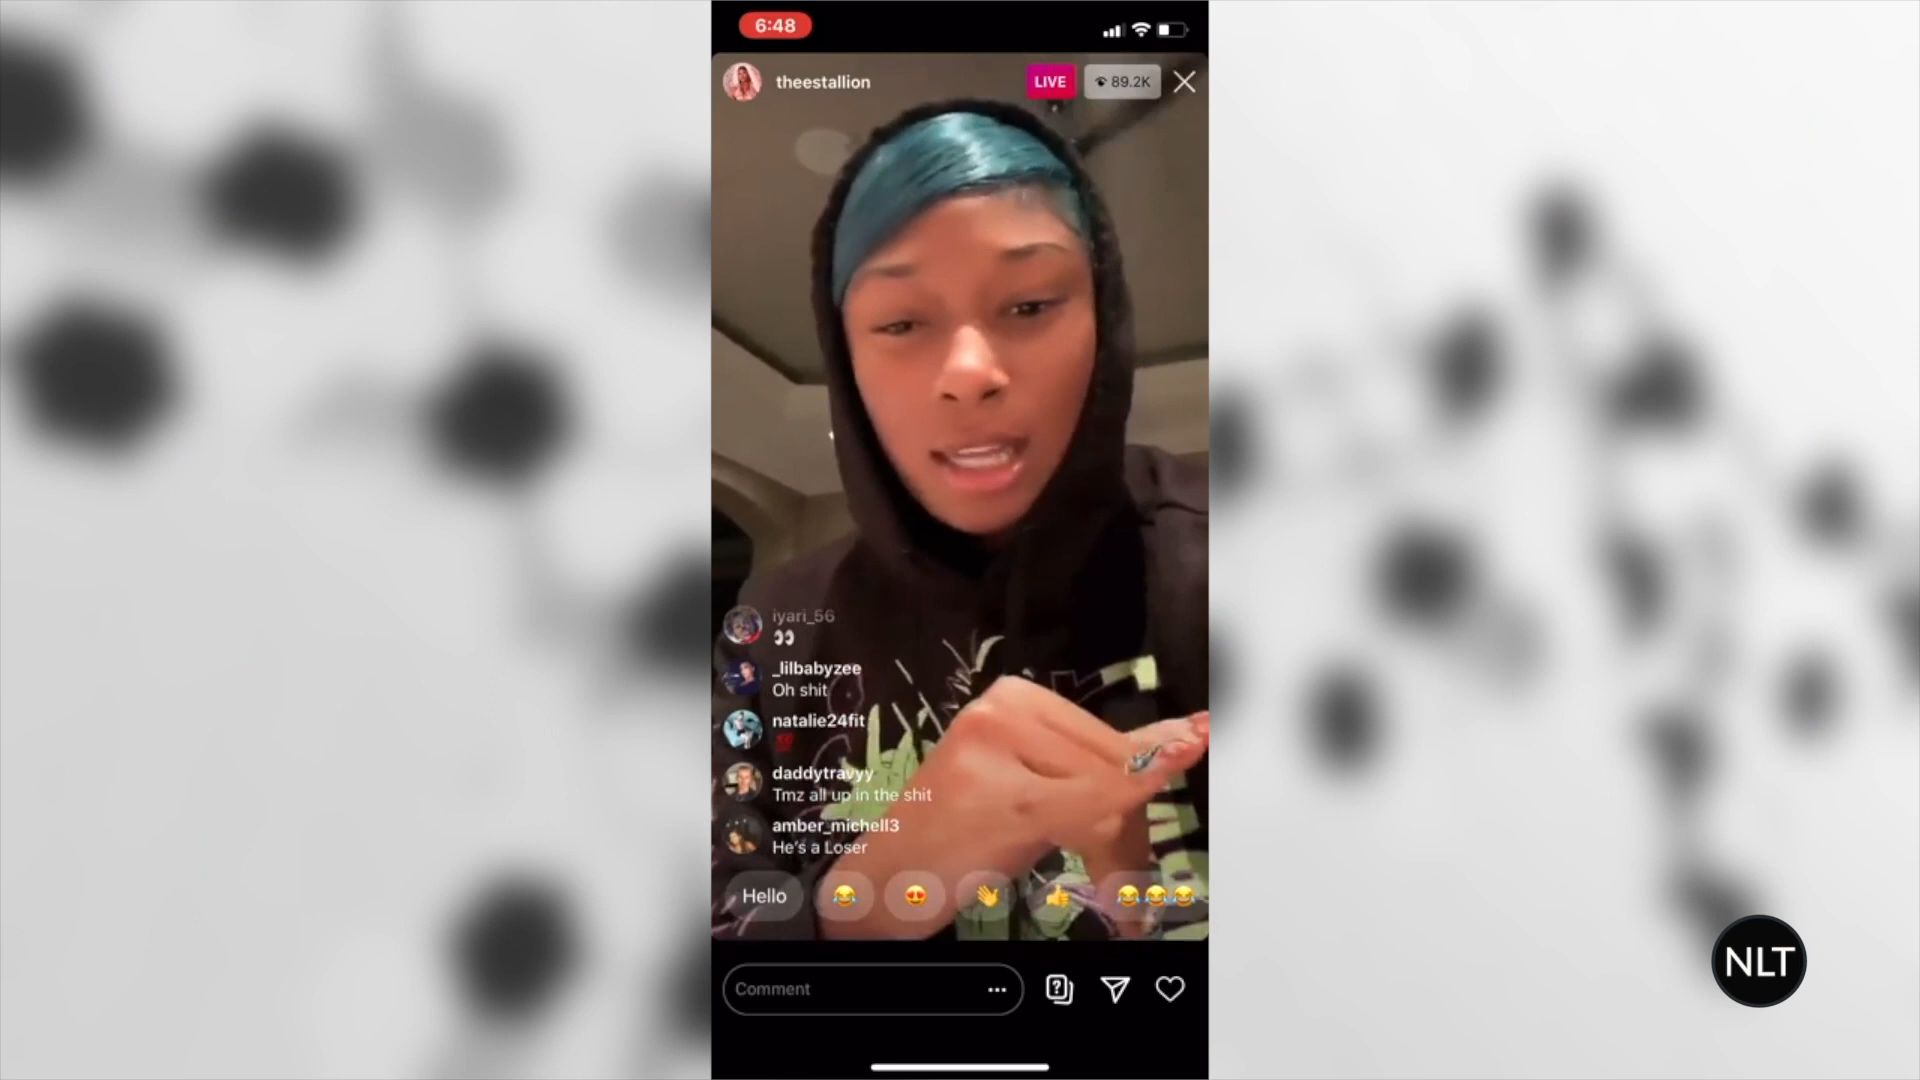 6:48
theestallion
LIVE
89.2K
iyari_56
_lilbabyzee
Oh shit
natalie24fit
daddytravyy
Tmz all up in the shit
amber_michell3
He's a Loser
Hello
Comment
NLT